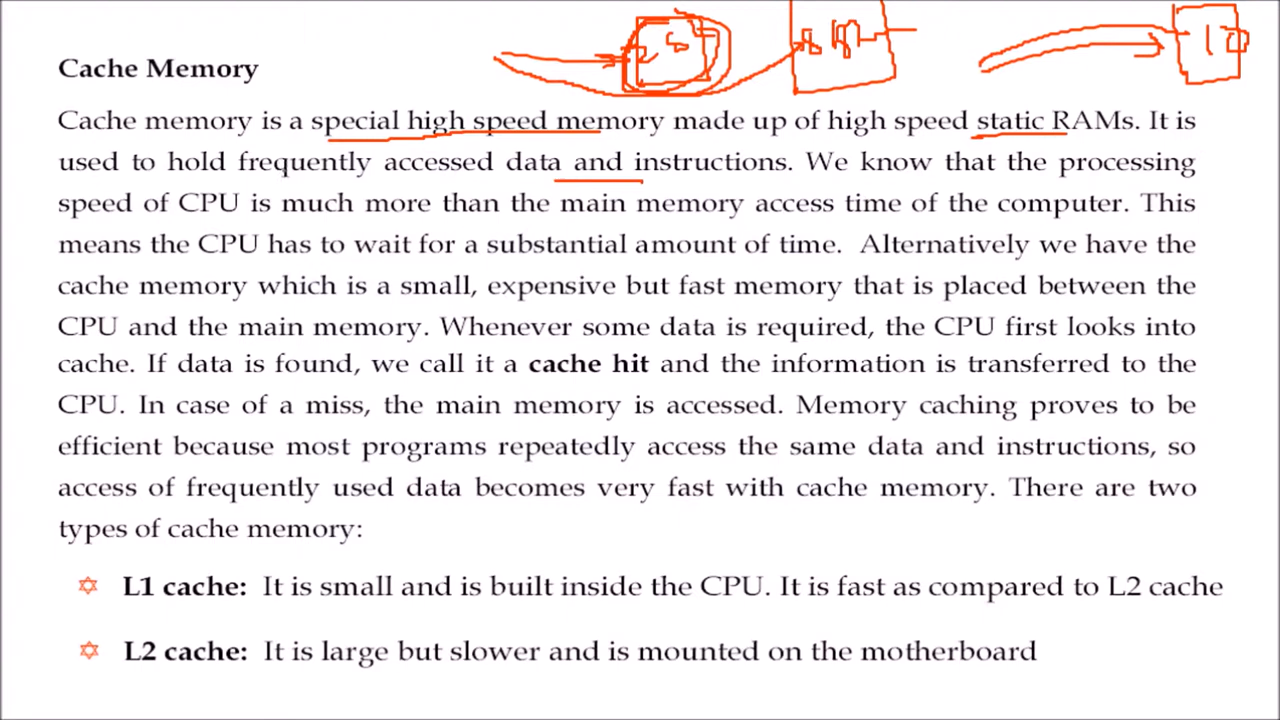 Cache Memory
Cache memory is a special high speed memory made up of high speed static RAMs. It is
used to hold frequently accessed data and instructions. We know that the processing
speed of CPU is much more than the main memory access time of the computer. This
means the CPU has to wait for a substantial amount of time. Alternatively we have the
cache memory which is a small, expensive but fast memory that is placed between the
CPU and the main memory. Whenever some data is required, the CPU first looks into
cache. If data is found, we call it a cache hit and the information is transferred to the
CPU. In case of a miss, the main memory is accessed. Memory caching proves to be
efficient because most programs repeatedly access the same data and instructions, so
access of frequently used data becomes very fast with cache memory. There are two
types of cache memory:
L1 cache: It is small and is built inside the CPU. It is fast as compared to L2 cache
L2 cache: It is large but slower and is mounted on the motherboard